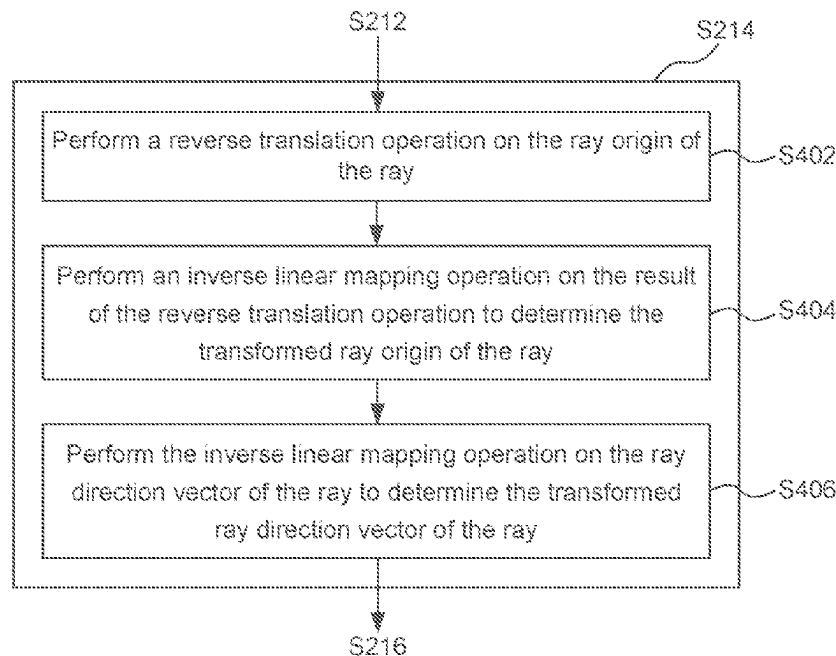 S212
S214
Perform a reverse translation operation on the ray origin of
the ray
S402
Perform an inverse linear mapping operation on the result
of the reverse translation operation to determine the
transformed ray origin of the ray
S404
Perform the inverse linear mapping operation on the ray
direction vector of the ray to determine the transformed
ray direction vector of the ray
S406
S216